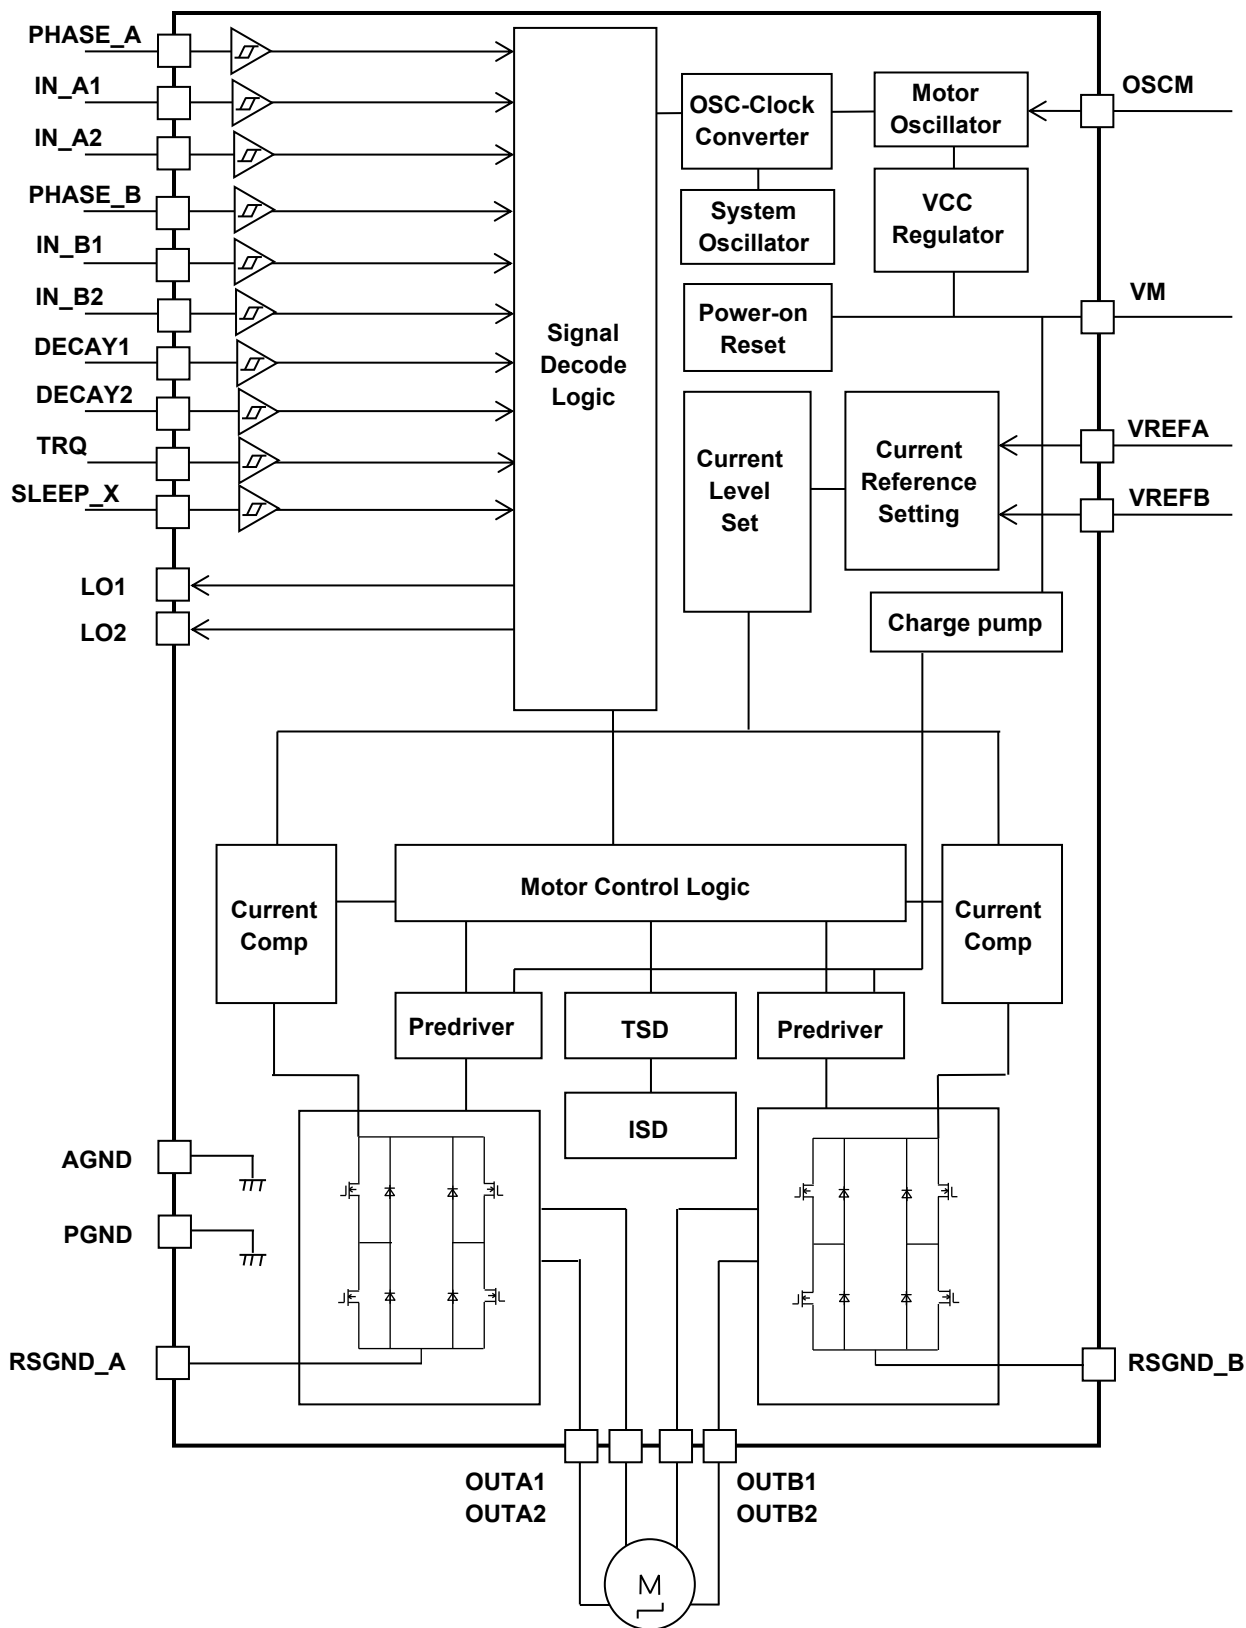 PHASE_A
IN_A1
IN_A2
PHASE_B
IN_B1
IN_B2
DECAY1
DECAY2
TRQ
SLEEP_X
LO1
LO2
Signal
Decode
Logic
OSC-Clock
Converter
Motor
Oscillator
OSCM
System
Oscillator
VCC
Regulator
Power-on
Reset
VM
Current
Level
Set
Current
Reference
Setting
VREFA
VREFB
Charge pump
Current
Comp
Motor Control Logic
Current
Comp
Predriver
TSD
Predriver
ISD
AGND
PGND
RSGND_A
RSGND_B
OUTA1
OUTA2
OUTB1
OUTB2
M